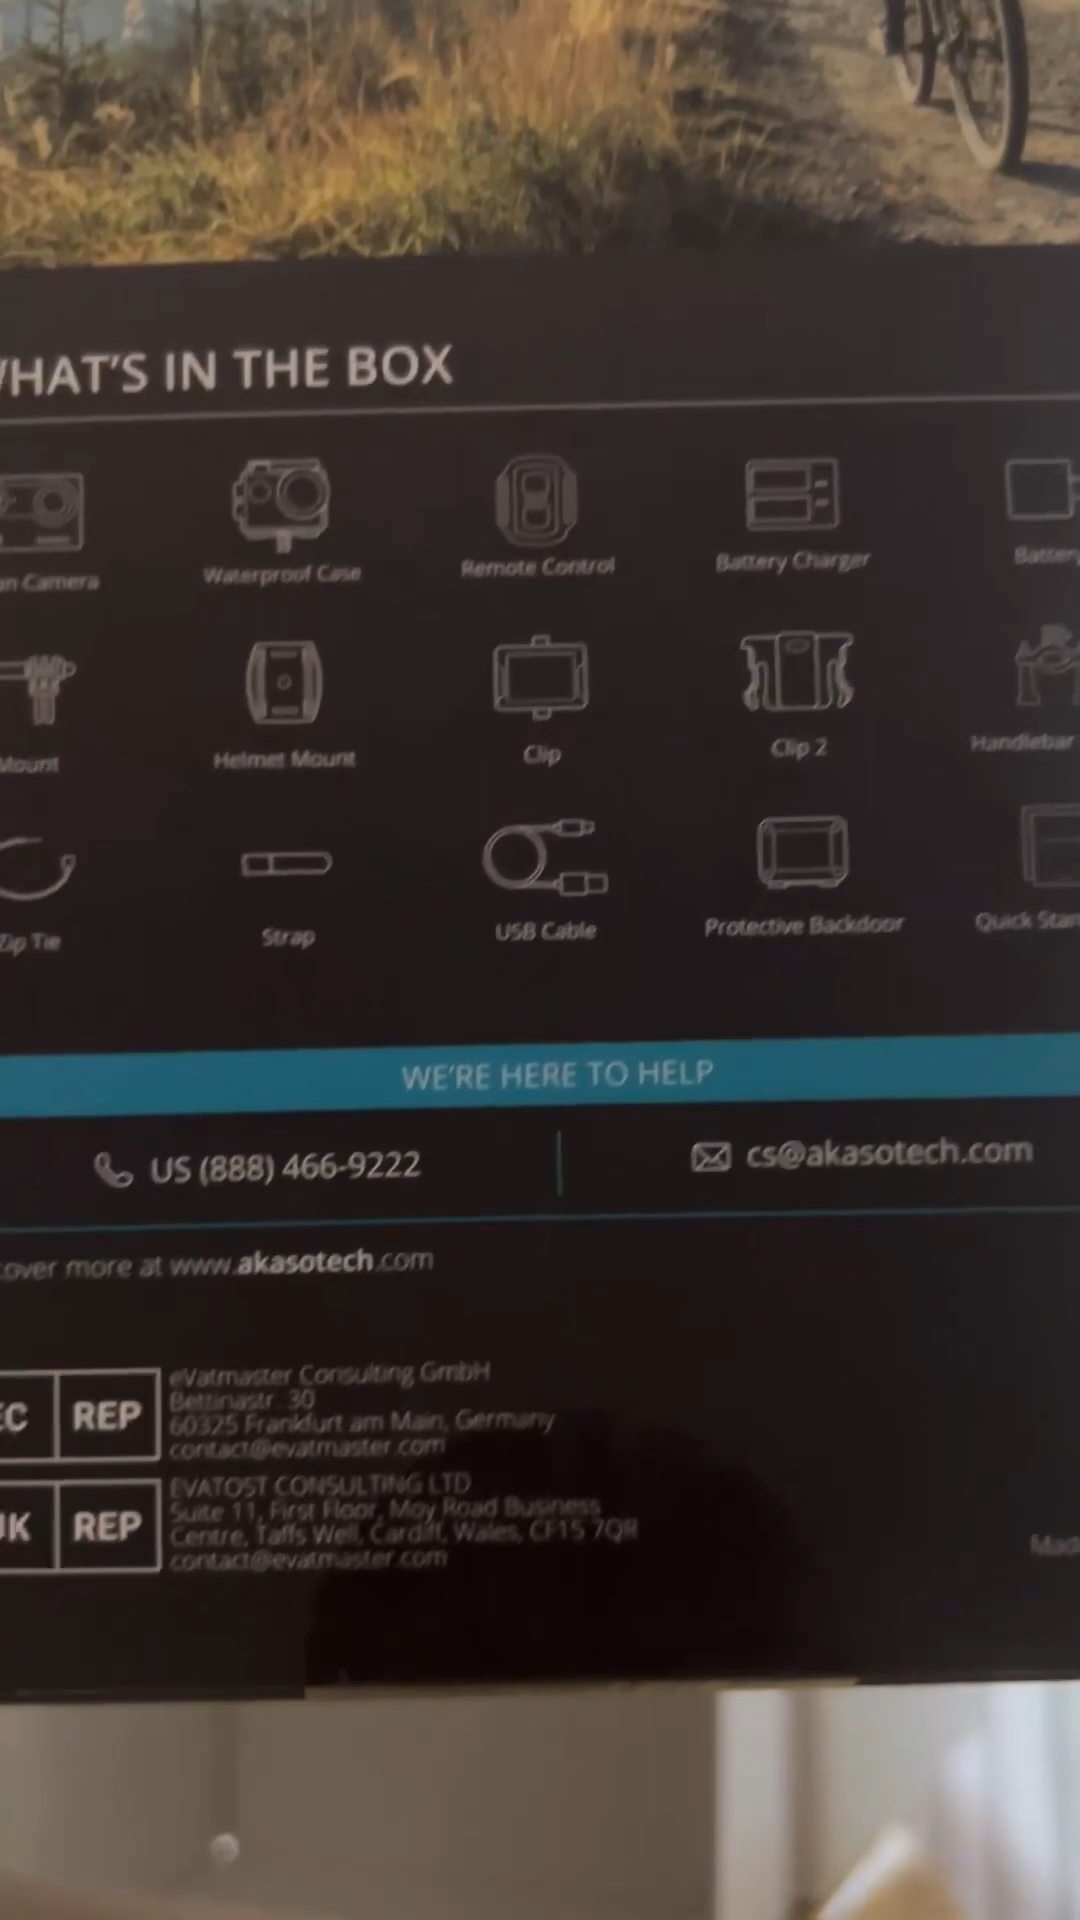 WHAT'S IN THE BOX
Camera
Waterproof Case
Remote Control
Battery Charger
Battery
Mount
Helmet Mount
Clip
Clip 2
Handlebar
Zip Tie
Strap
USB Cable
Protective Backdoor
Quick
WE'RE HERE TO HELP
US (888) 466-9222
cs@akasotech.com
cover more at www.akasotech.com
EC REP
eVatmaster Consulting GmbH
Bettinastr. 30
60325 Frankfurt am Main, Germany
contact@evatmaster.com
UK REP
EVATOST CONSULTING LTD
Suite 11, First Floor, Moy Road Business
Centre, Taffs Well, Cardiff, Wales, CF15 7QR
contact@evatmaster.com